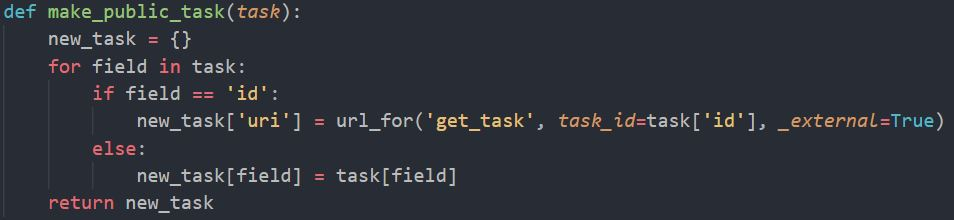 def make_public_task(task):
    new_task = {}
    for field in task:
        if field == 'id':
            new_task['uri'] = url_for('get_task', task_id=task['id'], _external=True)
        else:
            new_task[field] = task[field]
    return new_task